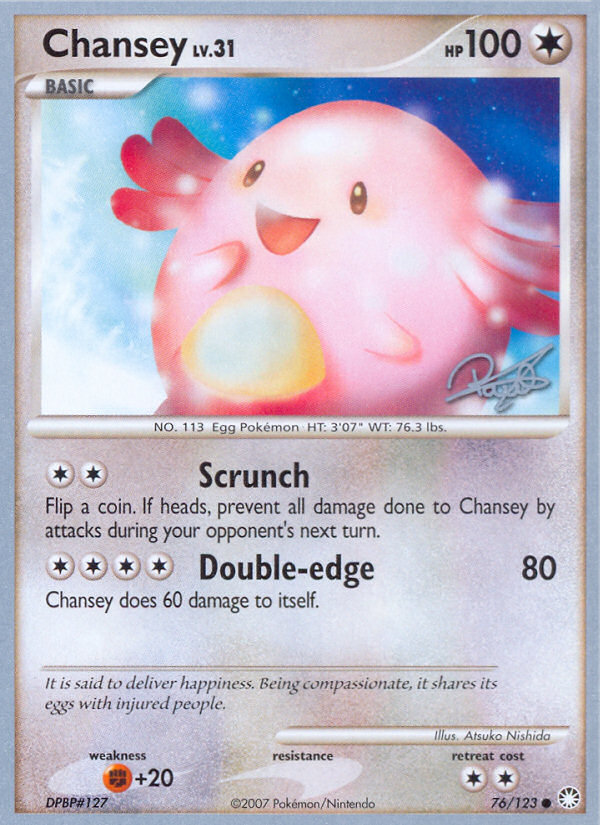 Chansey LV.31 HP 100
BASIC
NO. 113 Egg Pokémon HT: 3'07" WT: 76.3 lbs.
Scrunch
Flip a coin. If heads, prevent all damage done to Chansey by
attacks during your opponent's next turn.
Double-edge 80
Chansey does 60 damage to itself.
It is said to deliver happiness. Being compassionate, it shares its
eggs with injured people.
Illus. Atsuko Nishida
weakness resistance retreat cost
+20
DPBP#127 ©2007 Pokémon/Nintendo 76/123